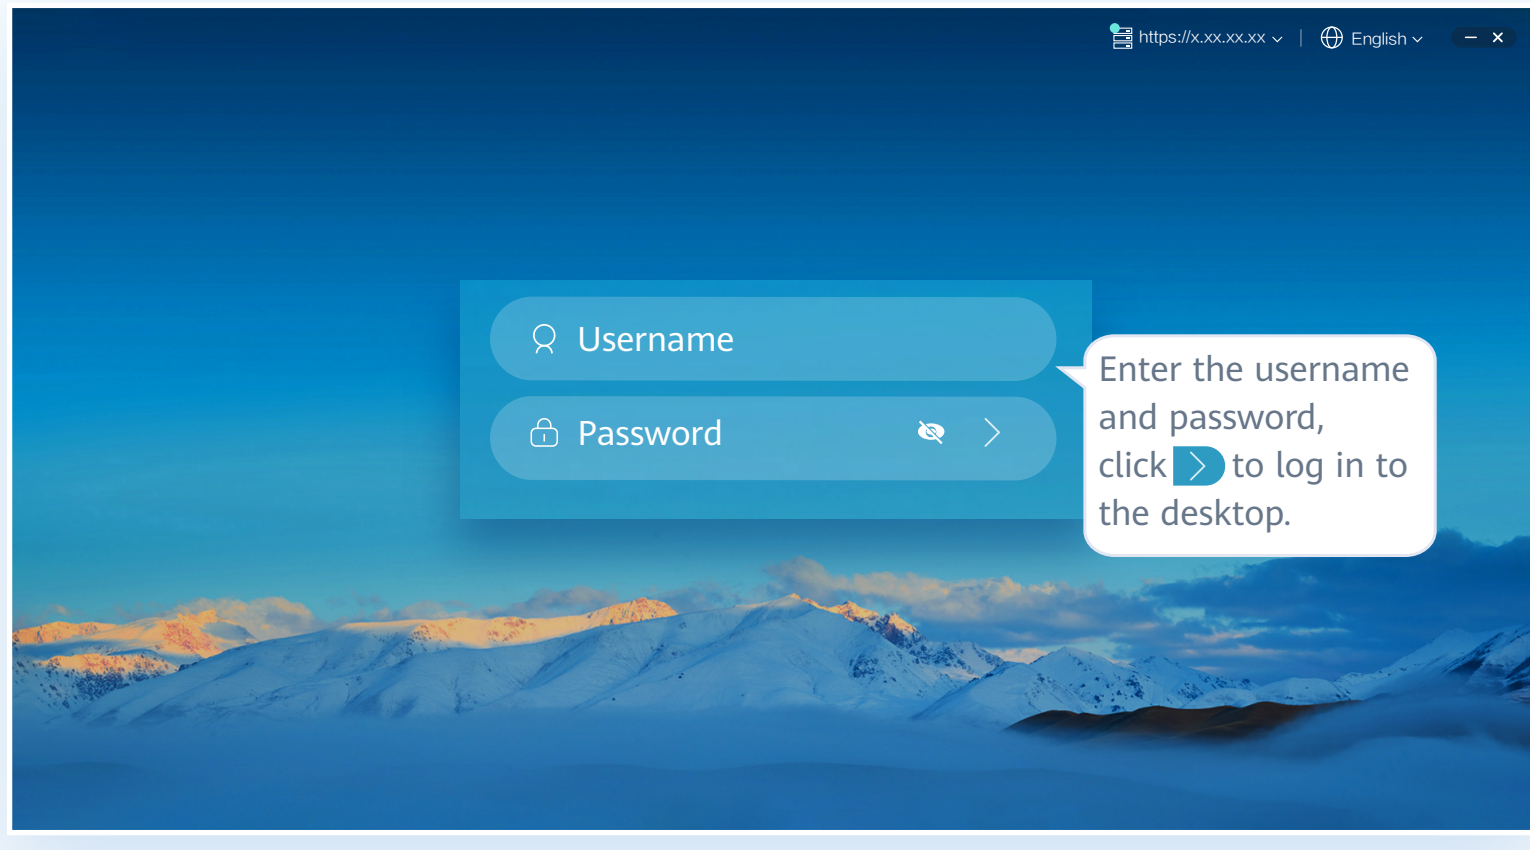 https://x.xx.xx.xx
English
Username
Password
Enter the username
and password,
click > to log in to
the desktop.